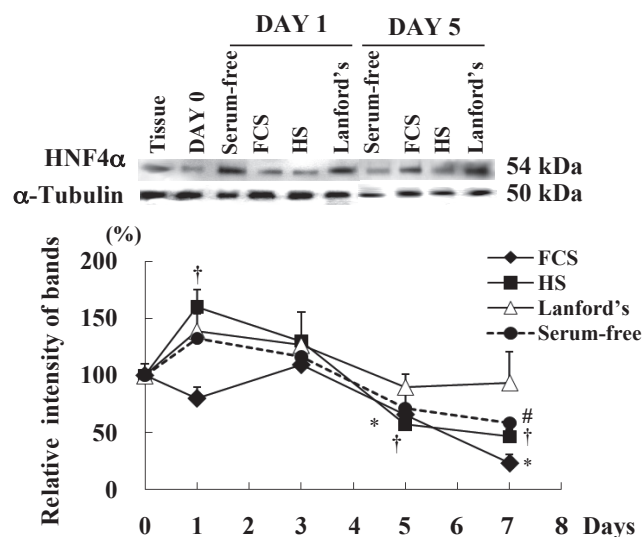 DAY 1
DAY 5
Tissue
DAY 0
Serum-free
FCS
HS
Lanford's
Serum-free
FCS
HS
Lanford's
HNF4α
54 kDa
α-Tubulin
50 kDa
(%)
Relative intensity of bands
200
150
100
50
0
†
*
†
#
†
*
FCS
HS
Lanford's
Serum-free
0 1 2 3 4 5 6 7 8 Days